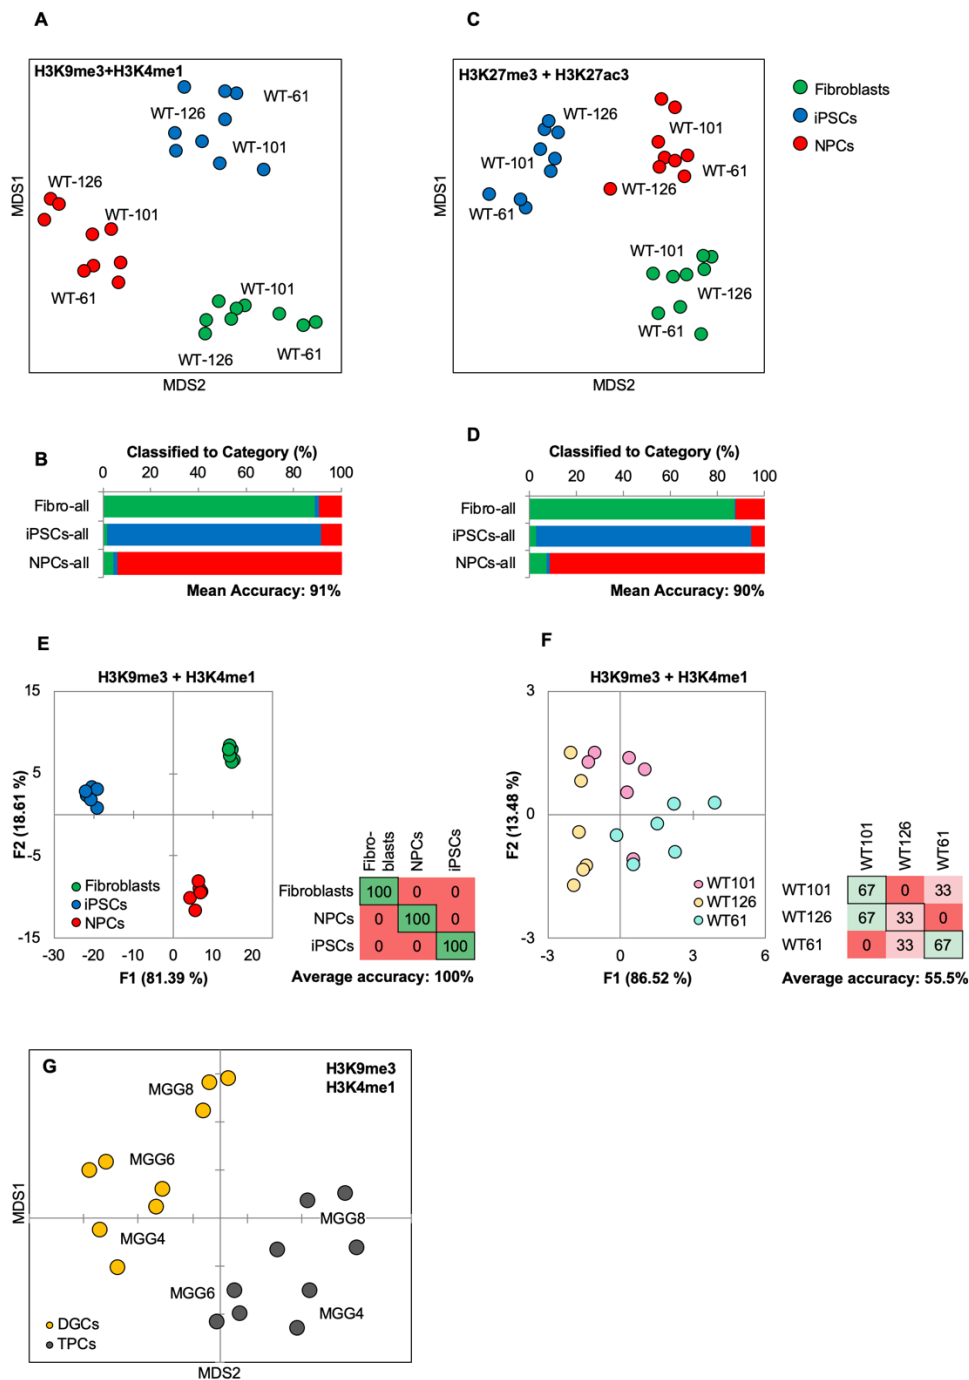 A
C
H3K9me3+H3K4me1
WT-61
WT-126
WT-101
WT-126
WT-101
WT-61
WT-101
WT-126
WT-61
MDS1
MDS2
H3K27me3 + H3K27ac3
WT-126
WT-101
WT-101
WT-61
WT-126
WT-61
WT-101
WT-126
WT-61
MDS1
MDS2
Fibroblasts
iPSCs
NPCs
B
Classified to Category (%)
0 20 40 60 80 100
Fibro-all
iPSCs-all
NPCs-all
Mean Accuracy: 91%
D
Classified to Category (%)
0 20 40 60 80 100
Fibro-all
iPSCs-all
NPCs-all
Mean Accuracy: 90%
E
H3K9me3 + H3K4me1
15
5
-5
-15
F2 (18.61 %)
Fibroblasts
iPSCs
NPCs
-30 -20 -10 0 10 20
F1 (81.39 %)
Fibro-
blasts
NPCs
iPSCs
Fibroblasts 100 0 0
NPCs 0 100 0
iPSCs 0 0 100
Average accuracy: 100%
F
H3K9me3 + H3K4me1
3
0
-3
F2 (13.48 %)
WT101
WT126
WT61
-3 0 3 6
F1 (86.52 %)
WT101
WT126
WT61
WT101 67 0 33
WT126 67 33 0
WT61 0 33 67
Average accuracy: 55.5%
G
H3K9me3
H3K4me1
MGG8
MGG6
MGG4
MGG8
MGG6
MGG4
DGCs
TPCs
MDS1
MDS2